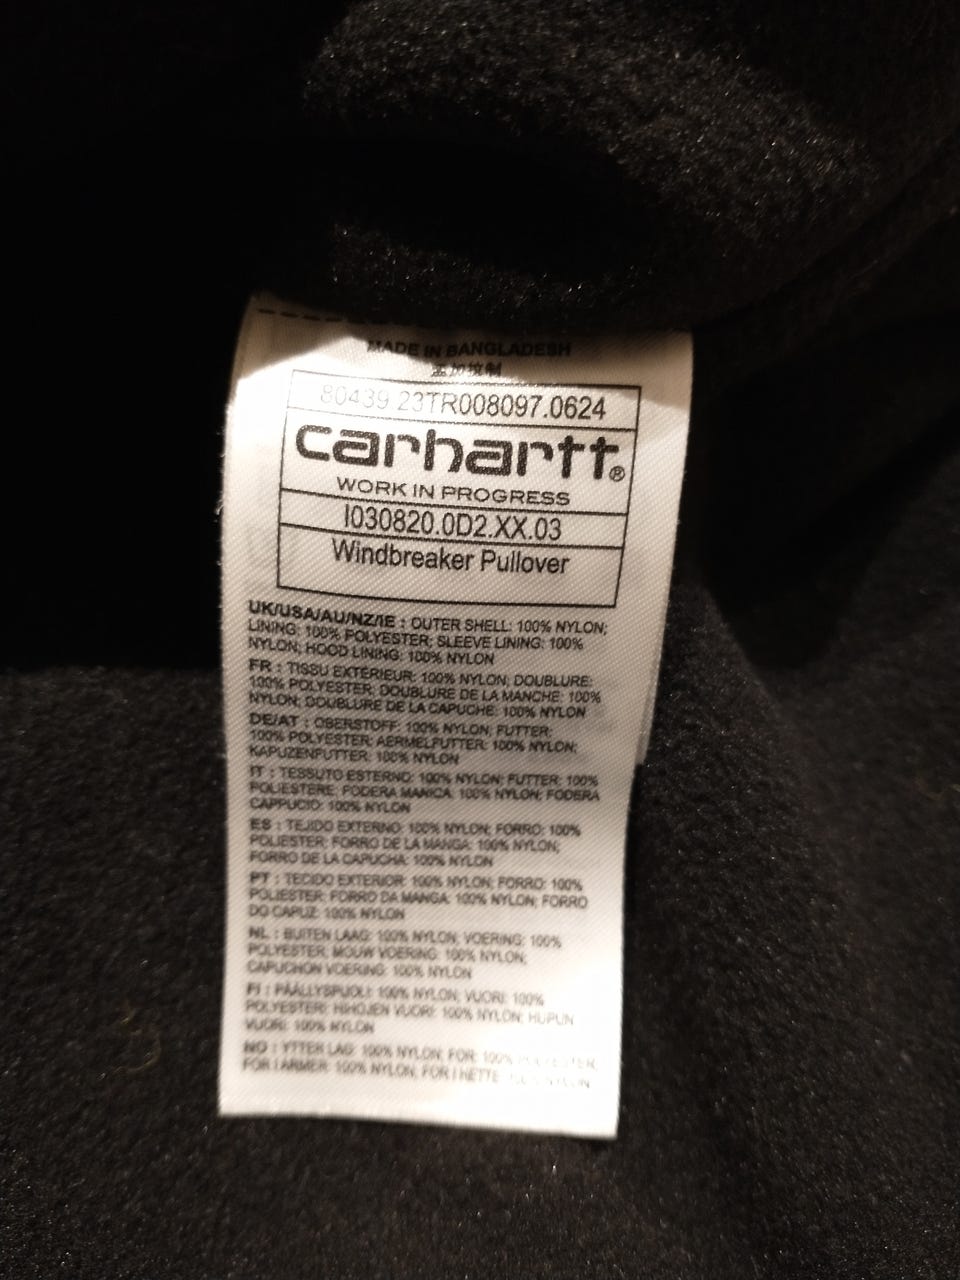 MADE IN BANGLADESH
孟加拉制
80439.23TR008097.0624
carhartt®
WORK IN PROGRESS
I030820.0D2.XX.03
Windbreaker Pullover
UK/USA/AU/NZ/IE : OUTER SHELL: 100% NYLON;
LINING: 100% POLYESTER; SLEEVE LINING: 100%
NYLON; HOOD LINING: 100% NYLON
FR : TISSU EXTÉRIEUR: 100% NYLON; DOUBLURE:
100% POLYESTER; DOUBLURE DE LA MANCHE: 100%
NYLON; DOUBLURE DE LA CAPUCHE: 100% NYLON
DE/AT : OBERSTOFF: 100% NYLON; FUTTER:
100% POLYESTER; AERMELFUTTER: 100% NYLON;
KAPUZENFUTTER: 100% NYLON
IT : TESSUTO ESTERNO: 100% NYLON; FUTTER: 100%
POLIESTERE; FODERA MANICA: 100% NYLON; FODERA
CAPPUCIO: 100% NYLON
ES : TEJIDO EXTERNO: 100% NYLON; FORRO: 100%
POLIESTER; FORRO DE LA MANGA: 100% NYLON;
FORRO DE LA CAPUCHA: 100% NYLON
PT : TECIDO EXTERIOR: 100% NYLON; FORRO: 100%
POLIESTER; FORRO DA MANGA: 100% NYLON; FORRO
DO CAPUZ: 100% NYLON
NL : BUITEN LAAG: 100% NYLON; VOERING: 100%
POLYESTER; MOUW VOERING: 100% NYLON;
CAPUCHON VOERING: 100% NYLON
FI : PÄÄLLYSPUOLI: 100% NYLON; VUORI: 100%
POLYESTERI; HIHOJEN VUORI: 100% NYLON; HUPUN
VUORI: 100% NYLON
NO : YTTER LAG: 100% NYLON; FOR: 100% POLYESTER;
FOR I ARMER: 100% NYLON; FOR I HETTE: 100% NYLON